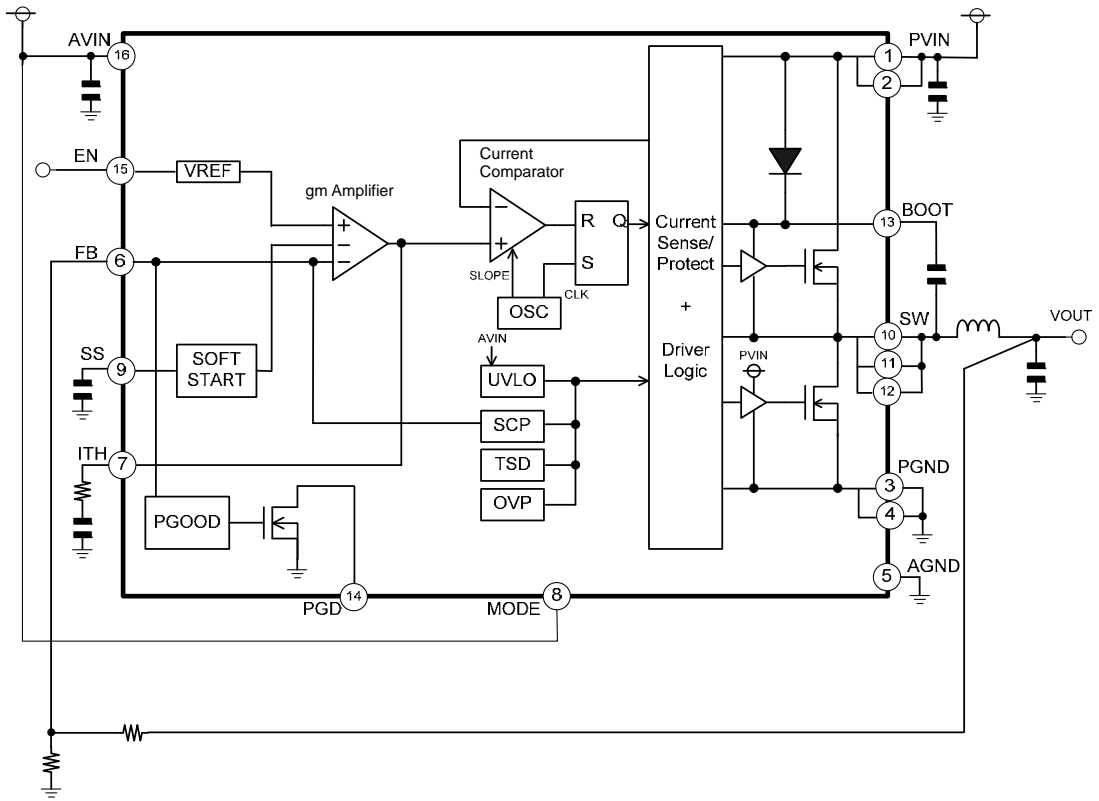 AVIN
16
PVIN
1
2
EN
15
VREF
gm Amplifier
+
−
−
Current
Comparator
−
+
R
Q
S
SLOPE
CLK
OSC
Current
Sense/
Protect
+
Driver
Logic
13
BOOT
FB
6
SS
9
SOFT
START
AVIN
UVLO
SCP
TSD
OVP
PVIN
SW
10
11
12
VOUT
ITH
7
PGOOD
PGND
3
4
5
AGND
PGD
14
MODE
8